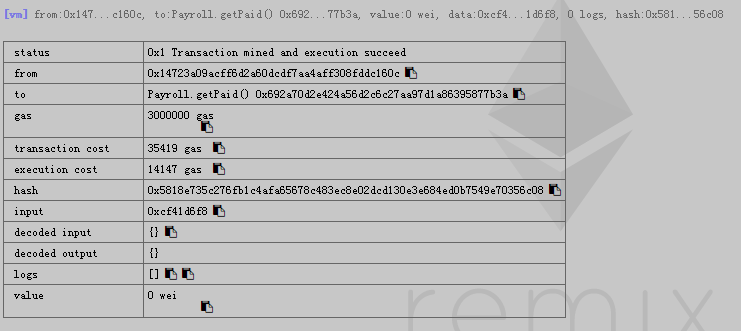 [vm] from:0x147...c160c, to:Payroll.getPaid() 0x692...77b3a, value:0 wei, data:0xcf4...1d6f8, 0 logs, hash:0x581...56c08
status 0x1 Transaction mined and execution succeed
from 0x14723a09acff6d2a60dcdf7aa4aff308fddc160c
to Payroll.getPaid() 0x692a70d2e424a56d2c6c27aa97d1a86395877b3a
gas 3000000 gas
transaction cost 35419 gas
execution cost 14147 gas
hash 0x5818e735c276fb1c4afa65678c483ec8e02dcd130e3e684ed0b7549e70356c08
input 0xcf41d6f8
decoded input {}
decoded output {}
logs []
value 0 wei
remix